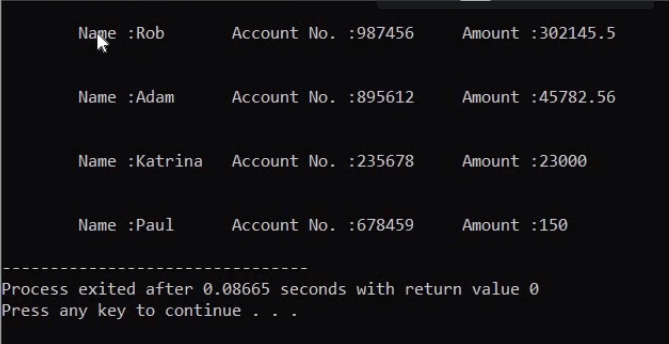 Name :Rob Account No. :987456 Amount :302145.5
Name :Adam Account No. :895612 Amount :45782.56
Name :Katrina Account No. :235678 Amount :23000
Name :Paul Account No. :678459 Amount :150
--------------------------------
Process exited after 0.08665 seconds with return value 0
Press any key to continue . . .